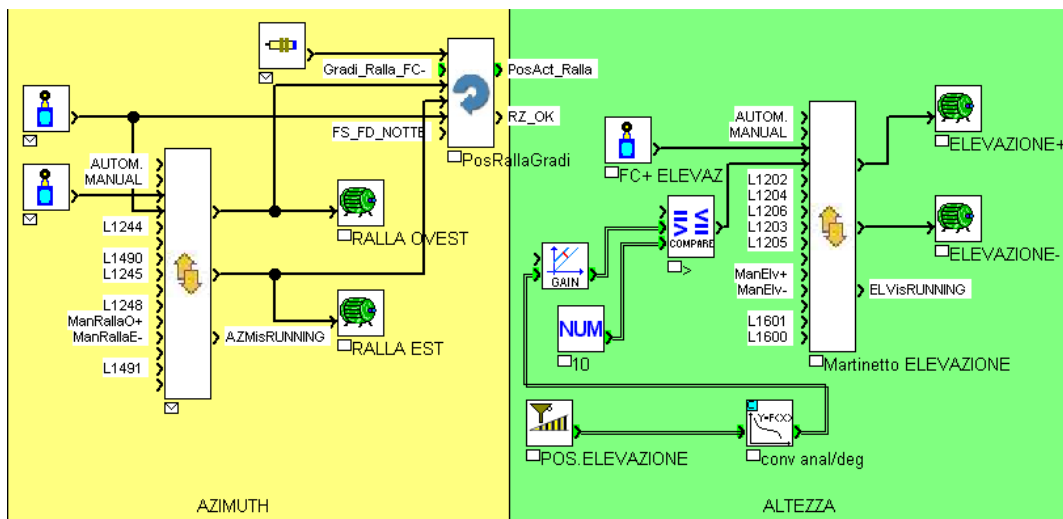 Gradi_Ralla_FC-
PosAct_Ralla
FS_FD_NOTTE
RZ_OK
PosRallaGradi
AUTOM.
MANUAL
L1244
L1490
L1245
L1248
ManRallaO+
ManRallaE-
L1491
AZMisRUNNING
RALLA OVEST
RALLA EST
AZIMUTH
FC+ ELEVAZ
AUTOM.
MANUAL
L1202
L1204
L1206
L1203
L1205
ManElv+
ManElv-
L1601
L1600
ELEVAZIONE+
ELEVAZIONE-
ELVisRUNNING
Martinetto ELEVAZIONE
COMPARE
>
GAIN
NUM
10
POS.ELEVAZIONE
Y=F(X)
conv anal/deg
ALTEZZA